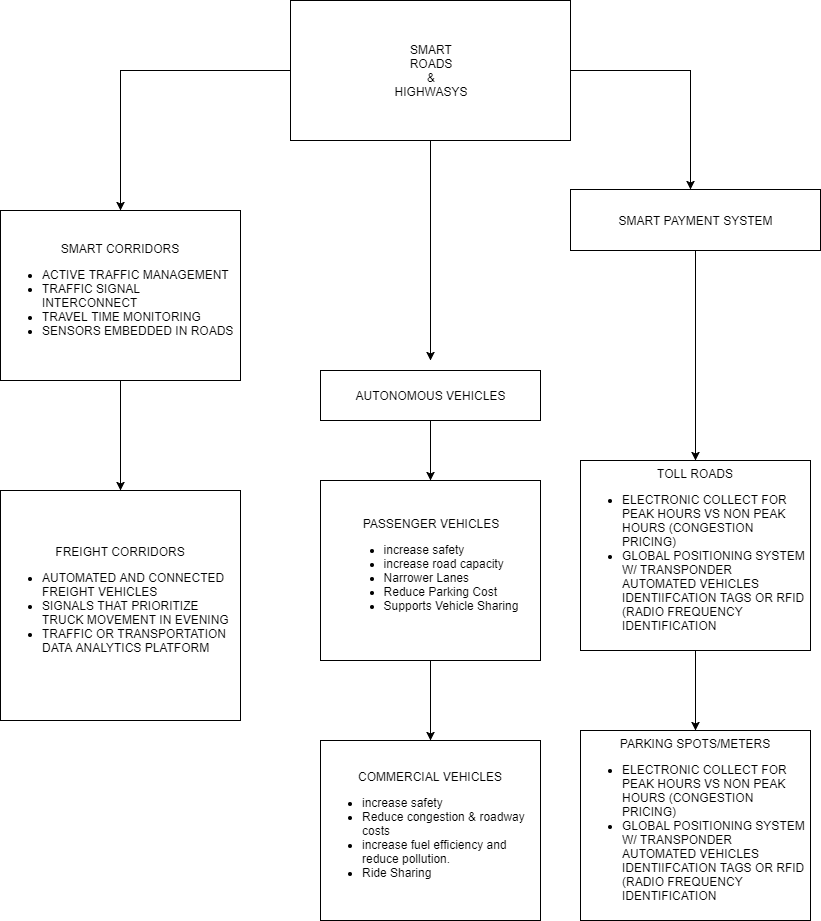 SMART
ROADS
&
HIGHWASYS
SMART CORRIDORS
ACTIVE TRAFFIC MANAGEMENT
TRAFFIC SIGNAL
INTERCONNECT
TRAVEL TIME MONITORING
SENSORS EMBEDDED IN ROADS
FREIGHT CORRIDORS
AUTOMATED AND CONNECTED
FREIGHT VEHICLES
SIGNALS THAT PRIORITIZE
TRUCK MOVEMENT IN EVENING
TRAFFIC OR TRANSPORTATION
DATA ANALYTICS PLATFORM
AUTONOMOUS VEHICLES
PASSENGER VEHICLES
increase safety
increase road capacity
Narrower Lanes
Reduce Parking Cost
Supports Vehicle Sharing
COMMERCIAL VEHICLES
increase safety
Reduce congestion & roadway
costs
increase fuel efficiency and
reduce pollution.
Ride Sharing
SMART PAYMENT SYSTEM
TOLL ROADS
ELECTRONIC COLLECT FOR
PEAK HOURS VS NON PEAK
HOURS (CONGESTION
PRICING)
GLOBAL POSITIONING SYSTEM
W/ TRANSPONDER
AUTOMATED VEHICLES
IDENTIIFCATION TAGS OR RFID
(RADIO FREQUENCY
IDENTIFICATION
PARKING SPOTS/METERS
ELECTRONIC COLLECT FOR
PEAK HOURS VS NON PEAK
HOURS (CONGESTION
PRICING)
GLOBAL POSITIONING SYSTEM
W/ TRANSPONDER
AUTOMATED VEHICLES
IDENTIIFCATION TAGS OR RFID
(RADIO FREQUENCY
IDENTIFICATION